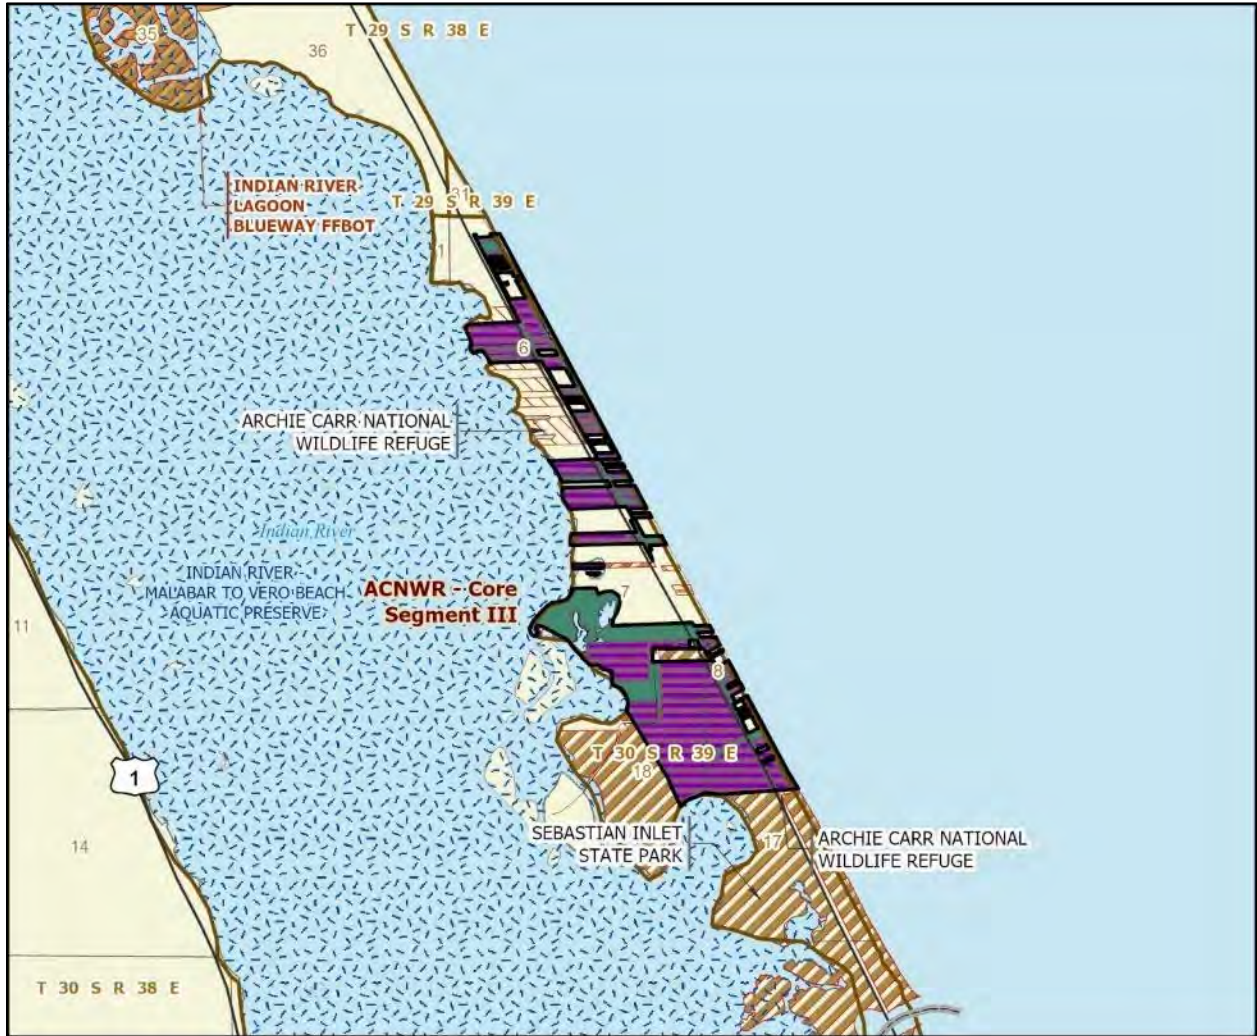 35
T 29 S R 38 E
36
INDIAN RIVER
LAGOON
BLUEWAY FFBOT
31
T 29 S R 39 E
1
6
ARCHIE CARR NATIONAL
WILDLIFE REFUGE
Indian River
INDIAN RIVER -
MALABAR TO VERO BEACH
AQUATIC PRESERVE
ACNWR - Core
Segment III
7
11
8
T 30 S R 39 E
18
1
14
SEBASTIAN INLET
STATE PARK
17
ARCHIE CARR NATIONAL
WILDLIFE REFUGE
T 30 S R 38 E